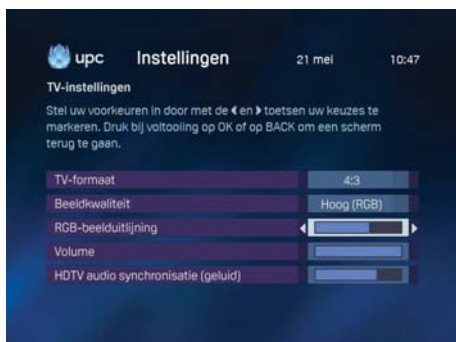 upc Instellingen 21 mei 10:47
TV-instellingen
Stel uw voorkeuren in door met de en toetsen uw keuzes te
markeren. Druk bij voltooiing op OK of op BACK om een scherm
terug te gaan.
TV-formaat 4:3
Beeldkwaliteit Hoog (RGB)
RGB-beelduitlijning
Volume
HDTV audio synchronisatie (geluid)